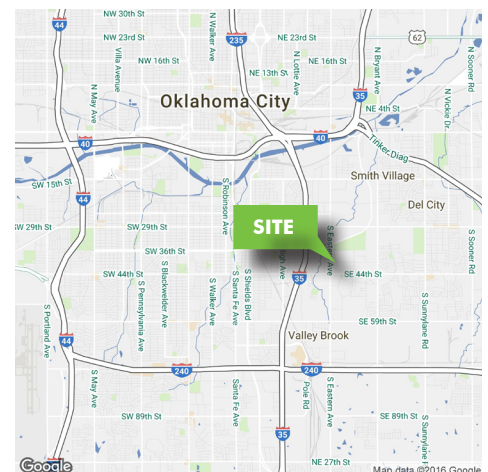 NW 30th St
44
NW 23rd St
N Walker Ave
235
NE 23rd St
62
Villa Avenue
NW 16th St
N Lottie Ave
NE 16th St
N Bryant Ave
N Sooner Rd
NE 13th St
N May Ave
35
Oklahoma City
NE 4th St
N Vickie Dr.
40
40
Tinker Diag
SW 15th St
Smith Village
44
S Robinson Ave
Del City
SW 29th St
SW 29th St
SITE
S Eastern Ave
S Sooner Rd
SW 36th St
SW 44th St
S Blackwelder Ave
S Pennsylvania Ave
S Walker Ave
S Santa Fe Ave
S Shields Blvd
gh Ave
35
SE 44th St
S Portland Ave
SE 59th St
S Sunnylane Rd
44
Valley Brook
240
240
S May Ave
Santa Fe Ave
Pole Rd
S Eastern Ave
SW 89th St
SE 89th St
S Sunnylane R
35
NE 27th St
Google
Map data ©2016 Google